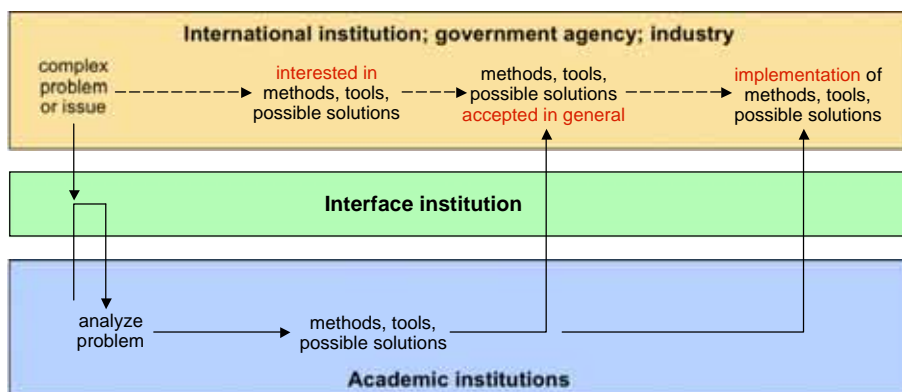 International institution; government agency; industry
complex
problem
or issue
interested in
methods, tools,
possible solutions
methods, tools,
possible solutions
accepted in general
implementation of
methods, tools,
possible solutions
Interface institution
analyze
problem
methods, tools,
possible solutions
Academic institutions